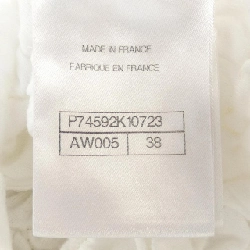 MADE IN FRANCE
FABRIQUE EN FRANCE
P74592K10723
AW005 38